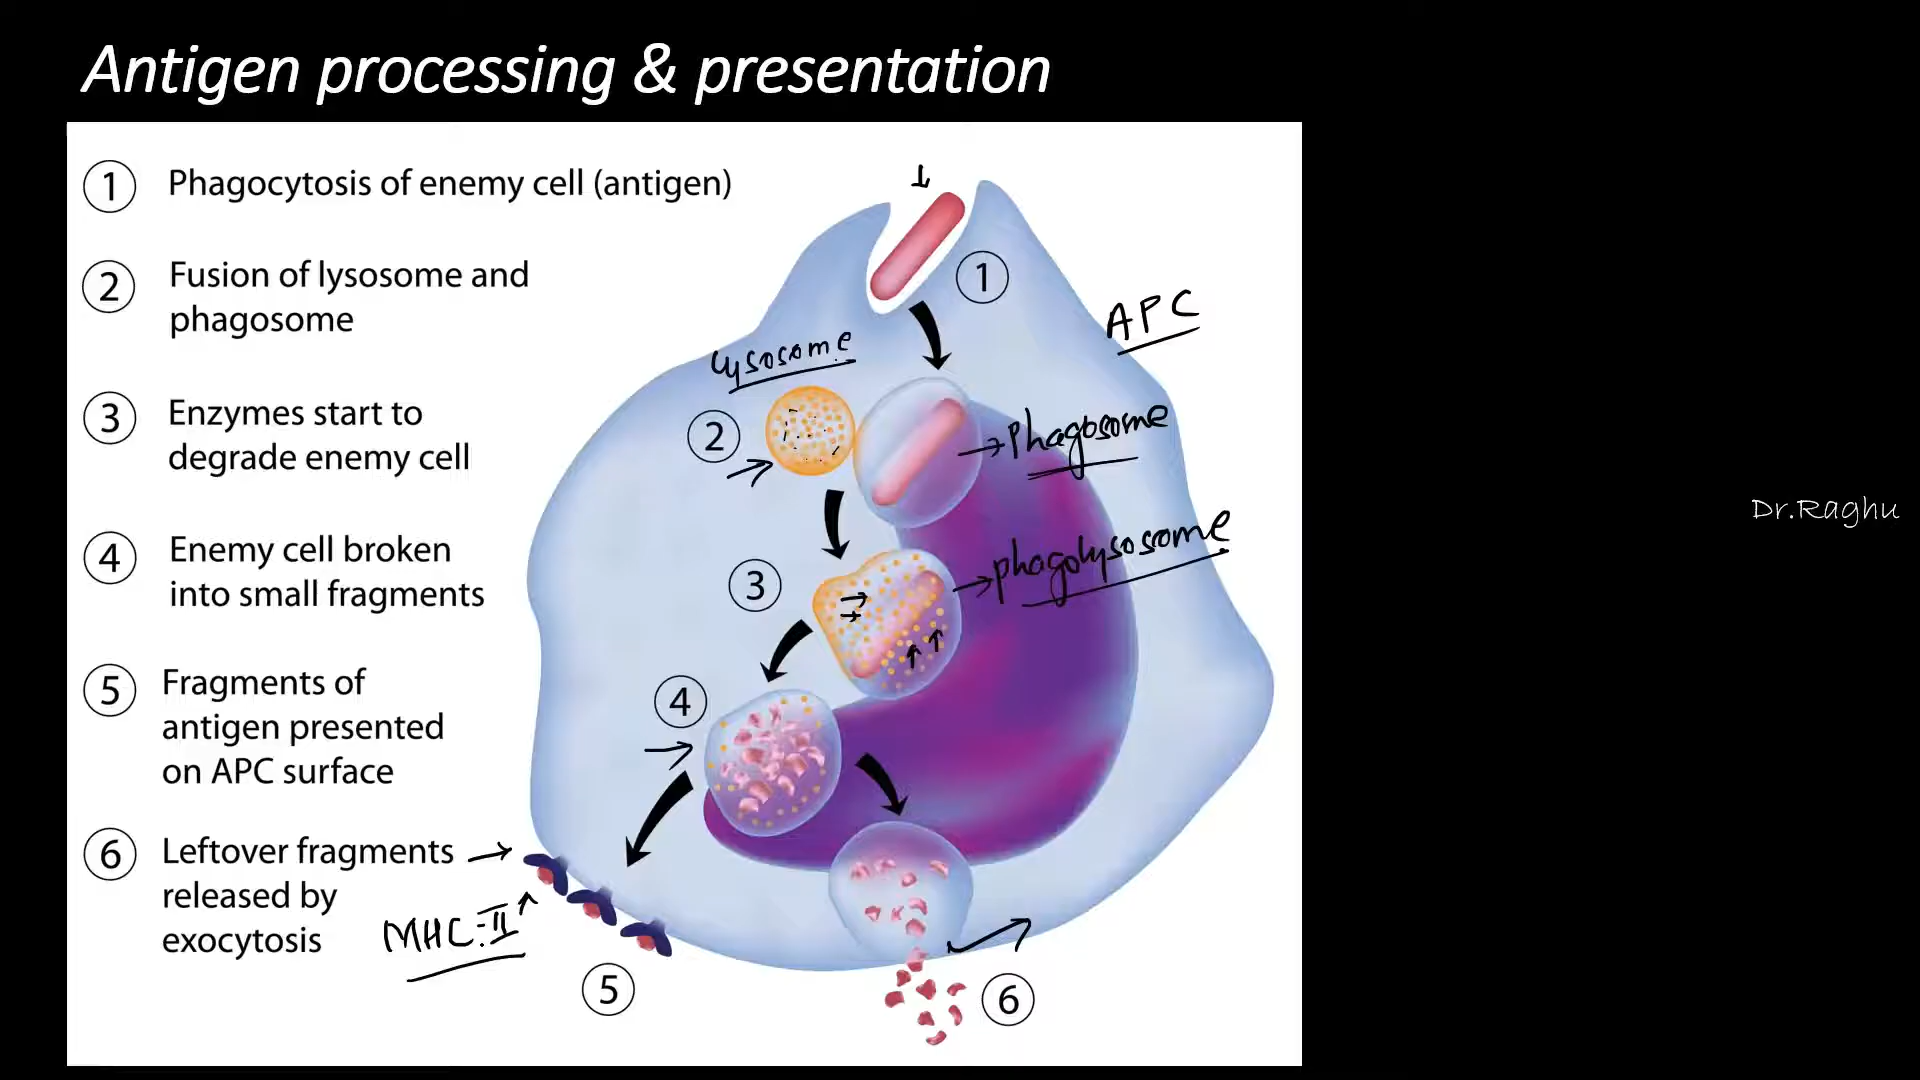 Antigen processing & presentation
1 Phagocytosis of enemy cell (antigen)
2 Fusion of lysosome and
phagosome
3 Enzymes start to
degrade enemy cell
4 Enemy cell broken
into small fragments
5 Fragments of
antigen presented
on APC surface
6 Leftover fragments
released by
exocytosis
1
APC
Lysosome
2
Phagosome
3
phagolysosome
4
MHC-II
5
6
Dr.Raghu